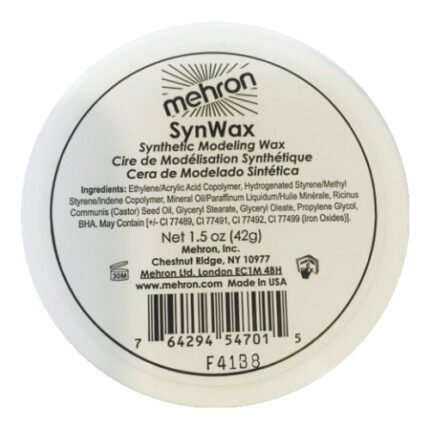 mehron
SynWax
Synthetic Modeling Wax
Cire de Modélisation Synthétique
Cera de Modelado Sintética
Ingredients: Ethylene/Acrylic Acid Copolymer, Hydrogenated Styrene/Methyl
Styrene/Indene Copolymer, Mineral Oil/Paraffinum Liquidum/Huile Minérale, Ricinus
Communis (Castor) Seed Oil, Glyceryl Stearate, Glyceryl Oleate, Propylene Glycol,
BHA. May Contain [+/- CI 77489, CI 77491, CI 77492, CI 77499 (Iron Oxides)].
Net 1.5 oz (42g)
Mehron, Inc.
Chestnut Ridge, NY 10977
Mehron Ltd. London EC1M 4BH
www.mehron.com Made in USA
30M
7 64294 54701 5
F4138